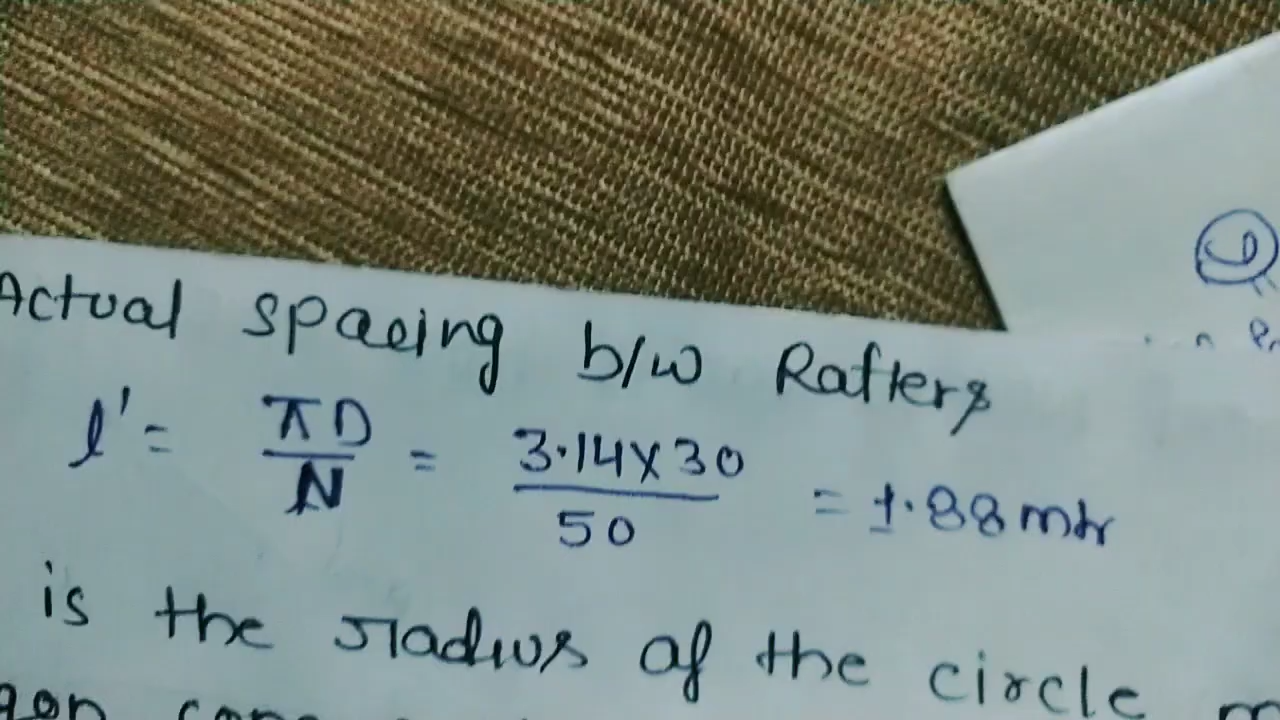 Actual spacing b/w Rafters
l' = πD/N = 3.14x30/50 = 1.88 mtr
is the radius of the circle